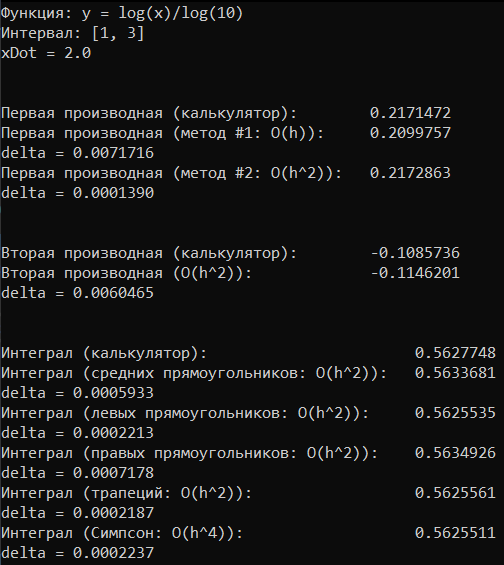 Функция: y = log(x)/log(10)
Интервал: [1, 3]
xDot = 2.0
Первая производная (калькулятор): 0.2171472
Первая производная (метод #1: O(h)): 0.2099757
delta = 0.0071716
Первая производная (метод #2: O(h^2)): 0.2172863
delta = 0.0001390
Вторая производная (калькулятор): -0.1085736
Вторая производная (O(h^2)): -0.1146201
delta = 0.0060465
Интеграл (калькулятор): 0.5627748
Интеграл (средних прямоугольников: O(h^2)): 0.5633681
delta = 0.0005933
Интеграл (левых прямоугольников: O(h^2)): 0.5625535
delta = 0.0002213
Интеграл (правых прямоугольников: O(h^2)): 0.5634926
delta = 0.0007178
Интеграл (трапеций: O(h^2)): 0.5625561
delta = 0.0002187
Интеграл (Симпсон: O(h^4)): 0.5625511
delta = 0.0002237